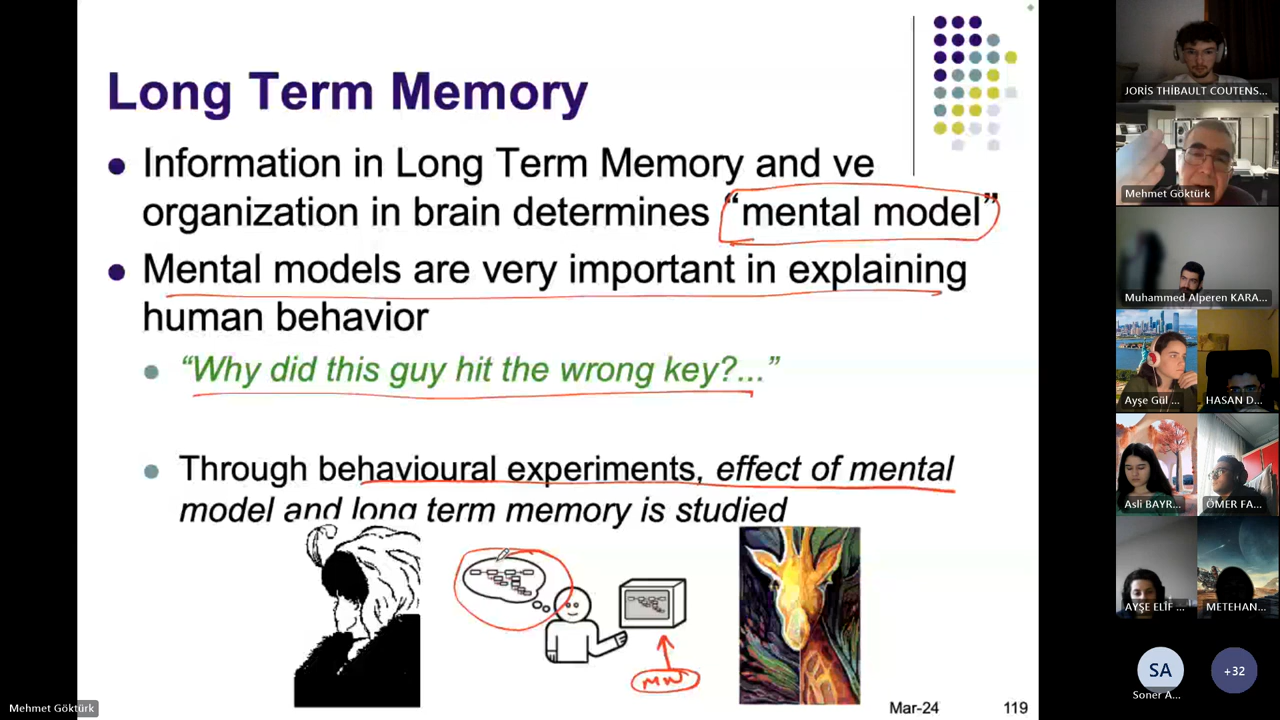 Long Term Memory
Information in Long Term Memory and ve
organization in brain determines “mental model”
Mental models are very important in explaining
human behavior
“Why did this guy hit the wrong key?...”
Through behavioural experiments, effect of mental
model and long term memory is studied
Mar-24
119
Mehmet Göktürk
JORİS THİBAULT COUTENS...
Mehmet Göktürk
Muhammed Alperen KARA...
Ayşe Gül ...
HASAN D...
Asli BAYR...
ÖMER FA...
AYŞE ELİF ...
METEHAN...
SA
Soner A...
+32